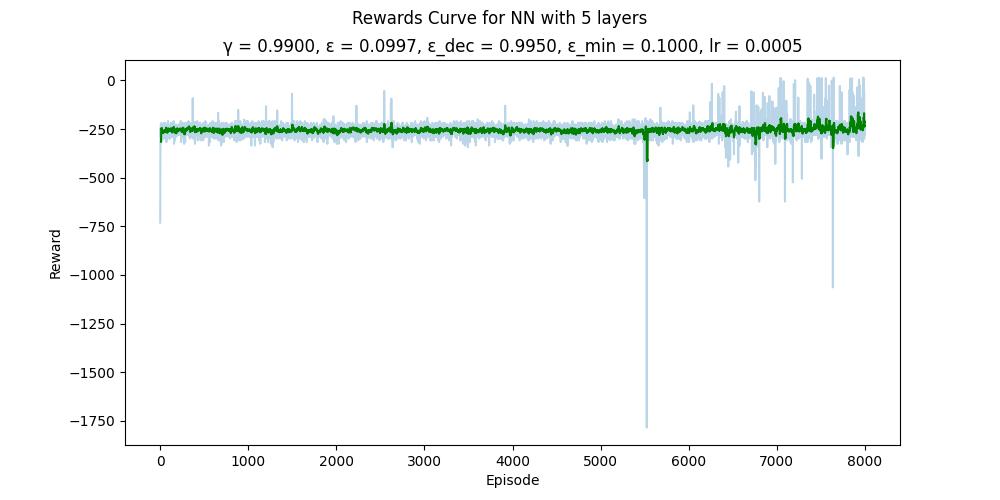 Rewards Curve for NN with 5 layers
γ = 0.9900, ε = 0.0997, ε_dec = 0.9950, ε_min = 0.1000, lr = 0.0005
0
−250
−500
−750
−1000
−1250
−1500
−1750
Reward
0 1000 2000 3000 4000 5000 6000 7000 8000
Episode